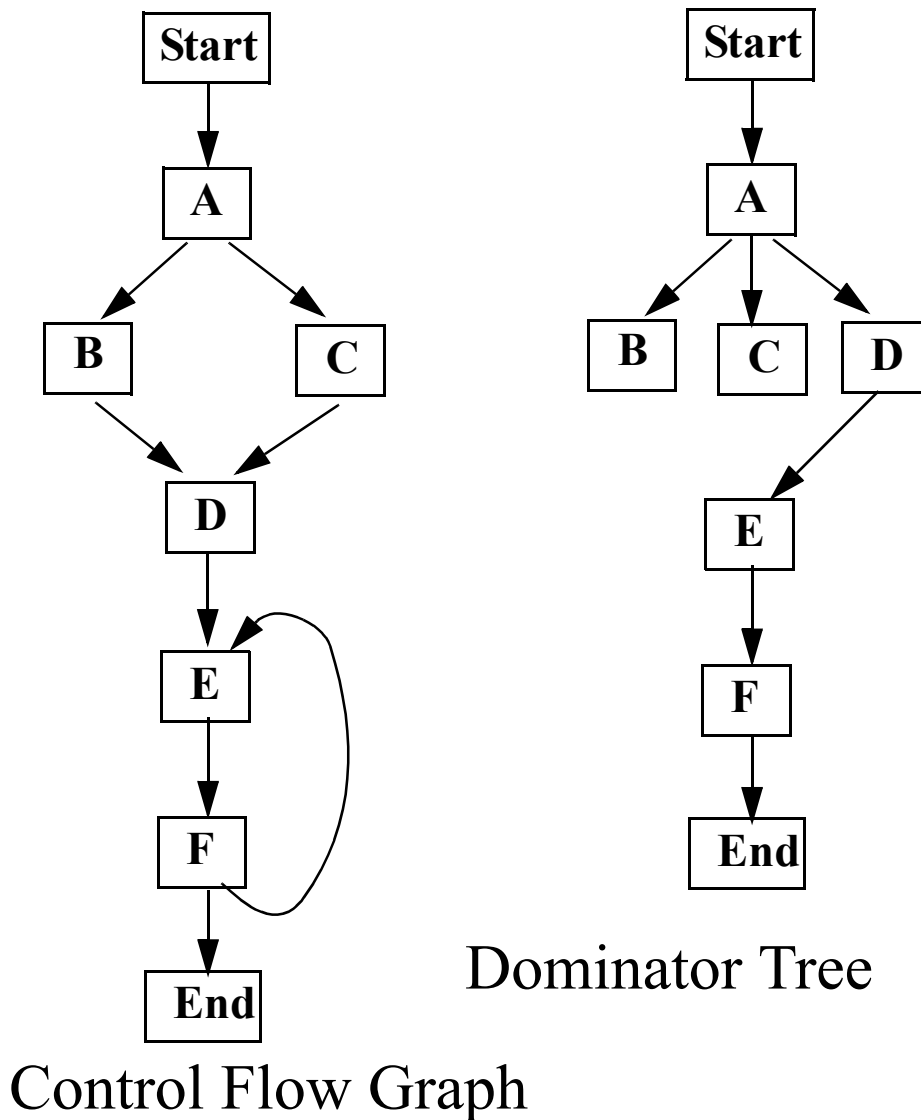 Start
A
B
C
D
E
F
End
Control Flow Graph
Start
A
B
C
D
E
F
End
Dominator Tree